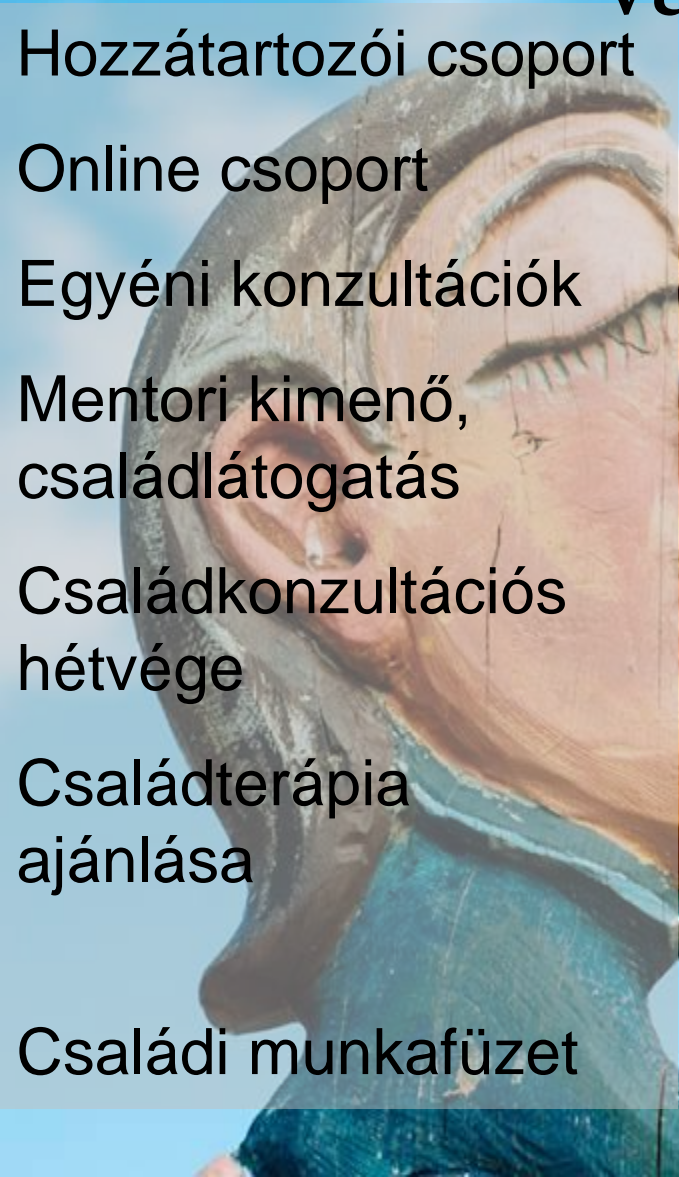 Hozzátartozói csoport
Online csoport
Egyéni konzultációk
Mentori kimenő,
családlátogatás
Családkonzultációs
hétvége
Családterápia
ajánlása
Családi munkafüzet